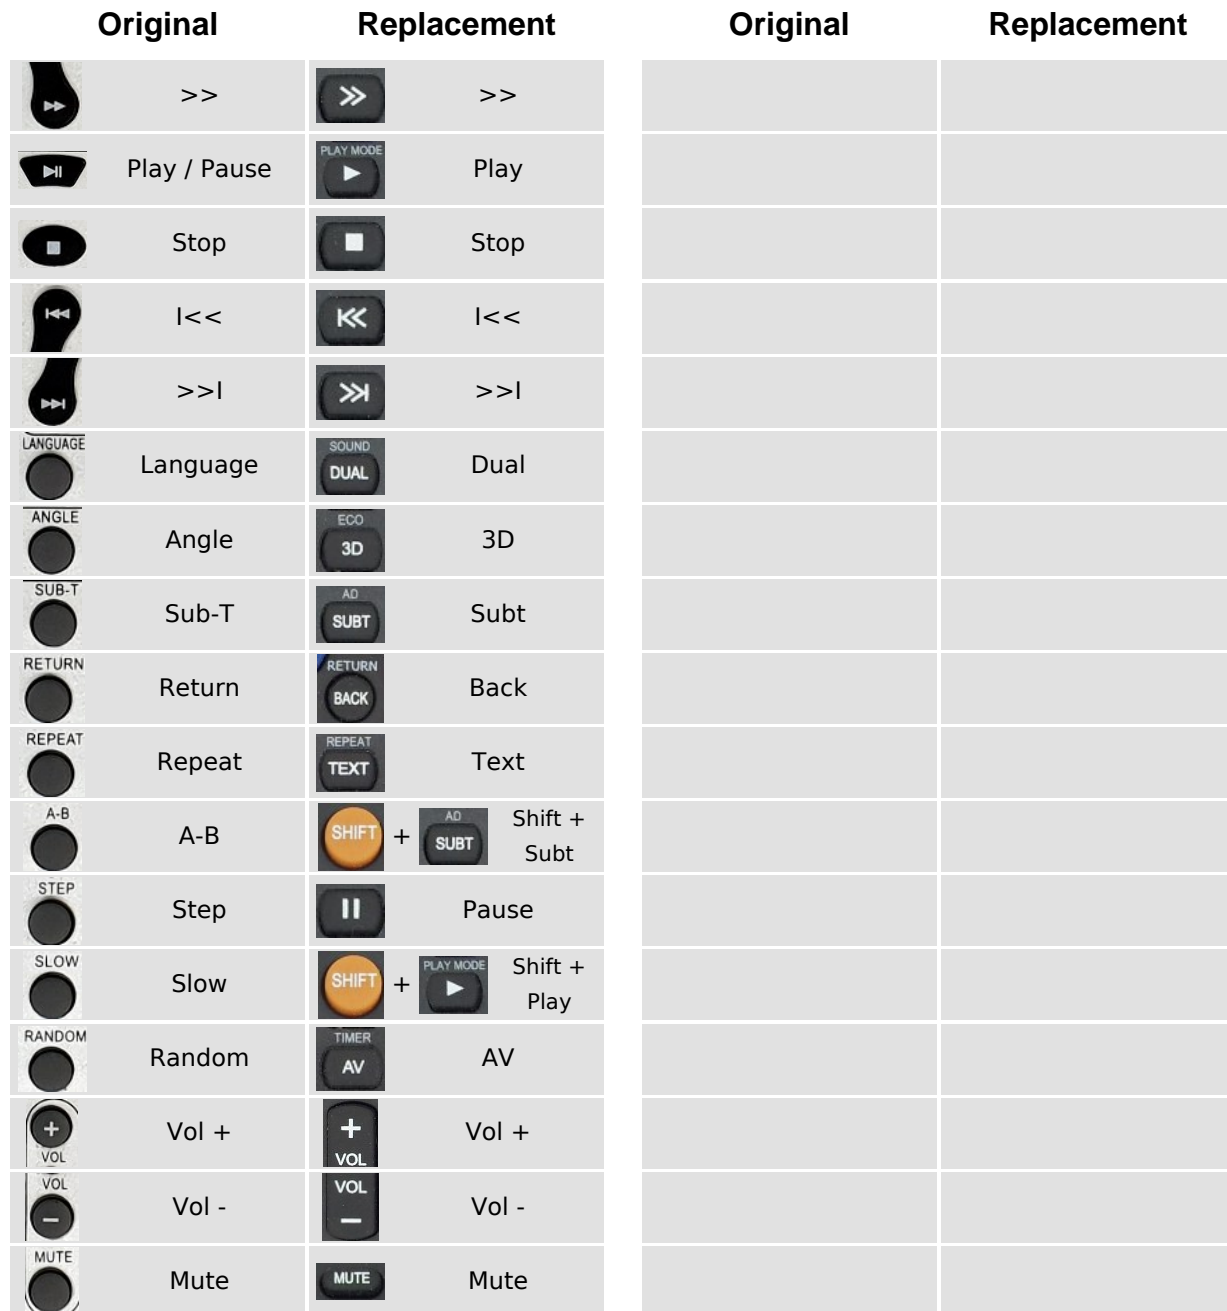 Original Replacement Original Replacement
>> >>
Play / Pause PLAY MODE Play
Stop Stop
I<< I<<
>>I >>I
LANGUAGE Language SOUND DUAL Dual
ANGLE Angle ECO 3D 3D
SUB-T Sub-T AD SUBT Subt
RETURN Return RETURN BACK Back
REPEAT Repeat REPEAT TEXT Text
A-B A-B SHIFT + AD SUBT Shift +
Subt
STEP Step Pause
SLOW Slow SHIFT + PLAY MODE Shift +
Play
RANDOM Random TIMER AV AV
+ VOL Vol + + VOL Vol +
VOL - Vol - VOL - Vol -
MUTE Mute MUTE Mute